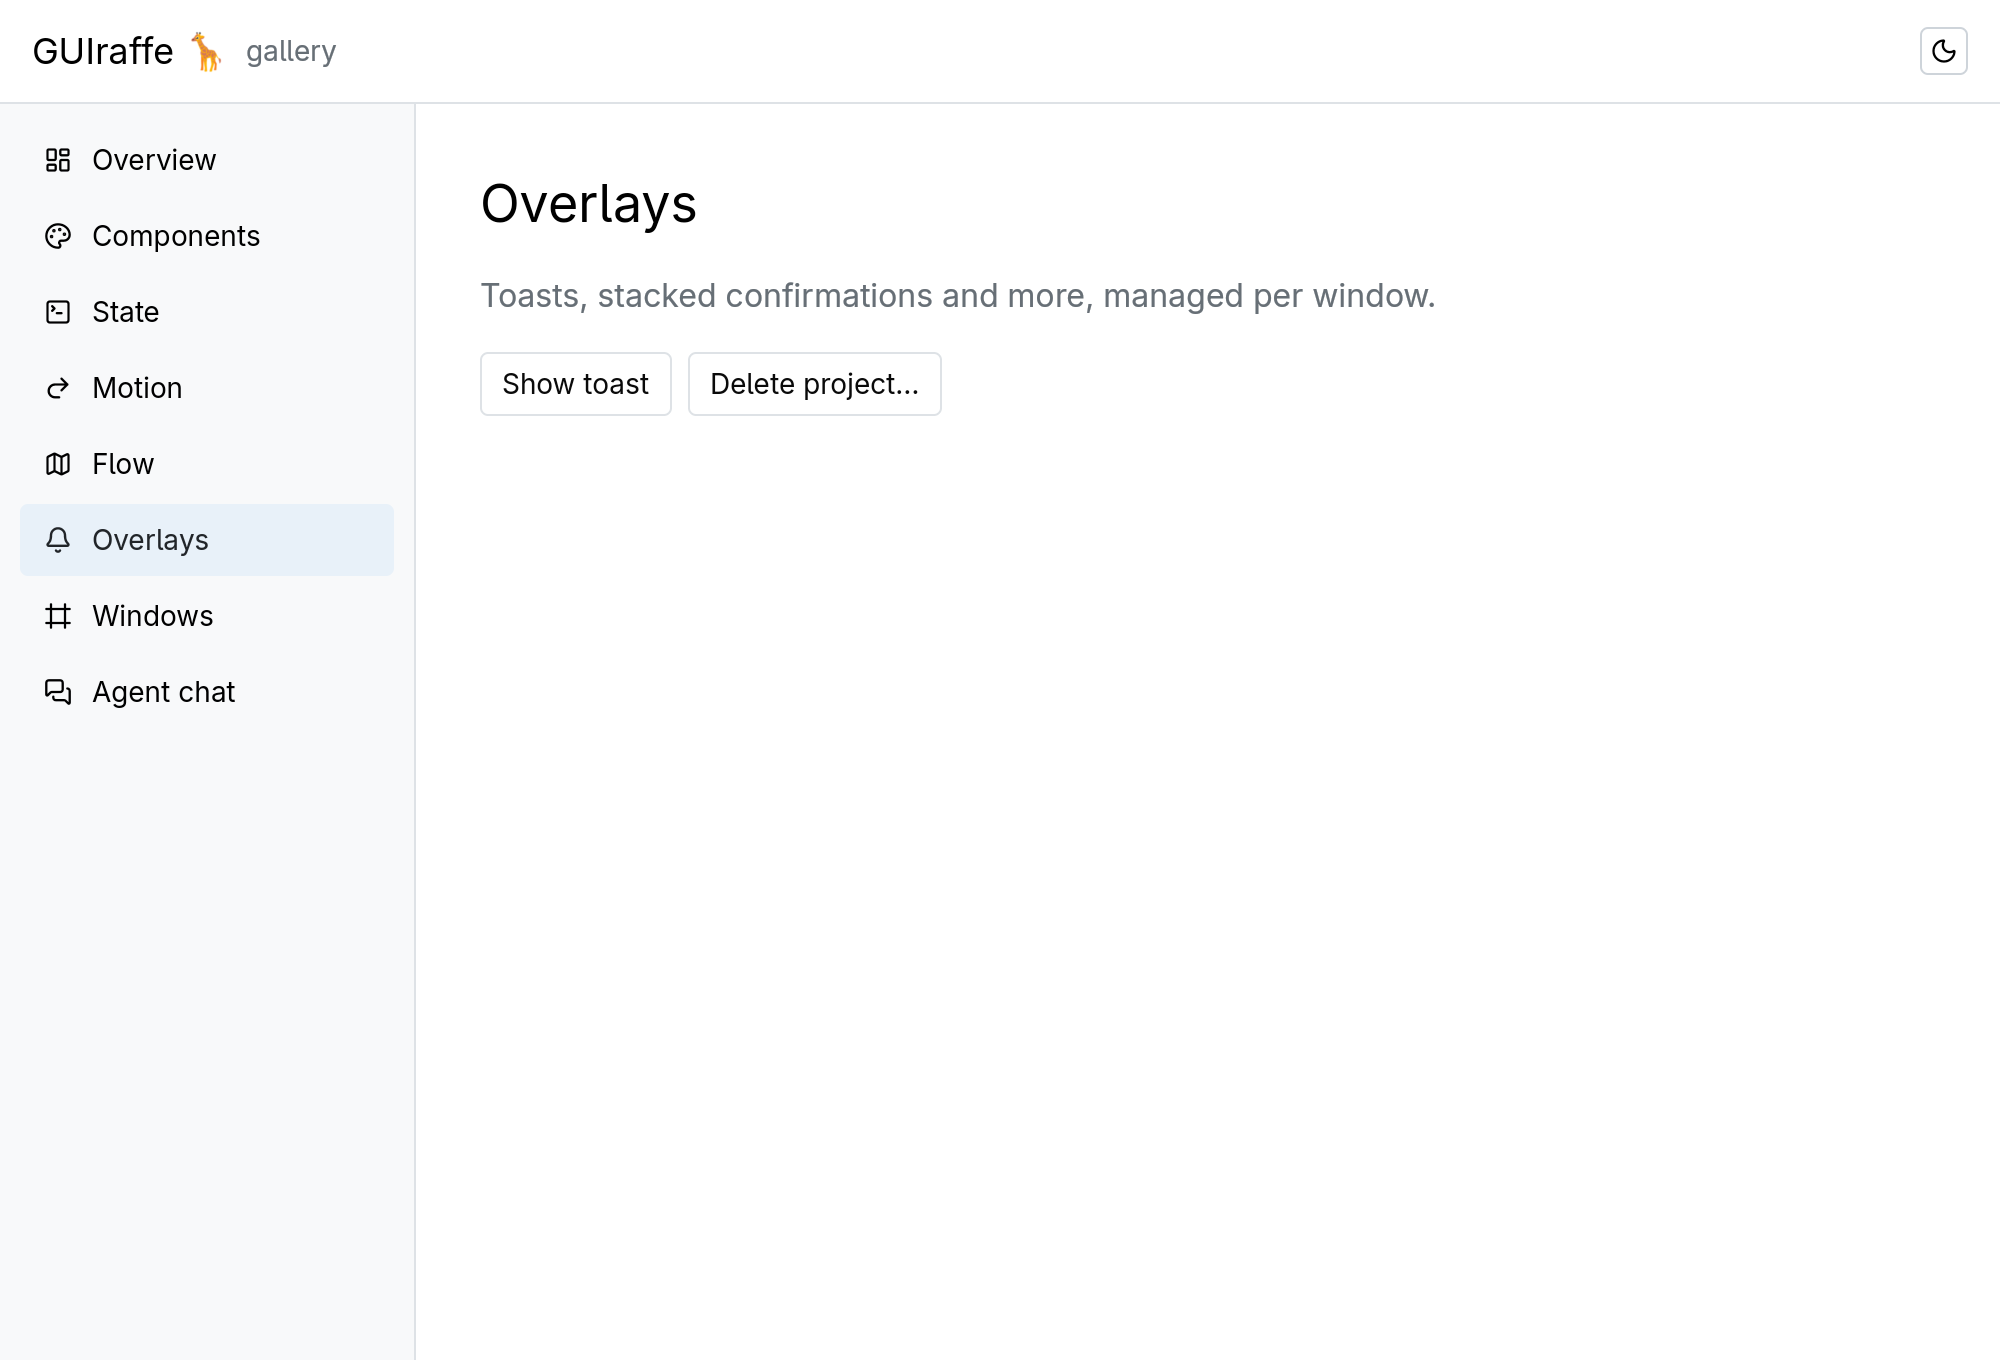 GUIraffe 🦒 gallery
Overview
Components
State
Motion
Flow
Overlays
Windows
Agent chat
Overlays
Toasts, stacked confirmations and more, managed per window.
Show toast
Delete project...